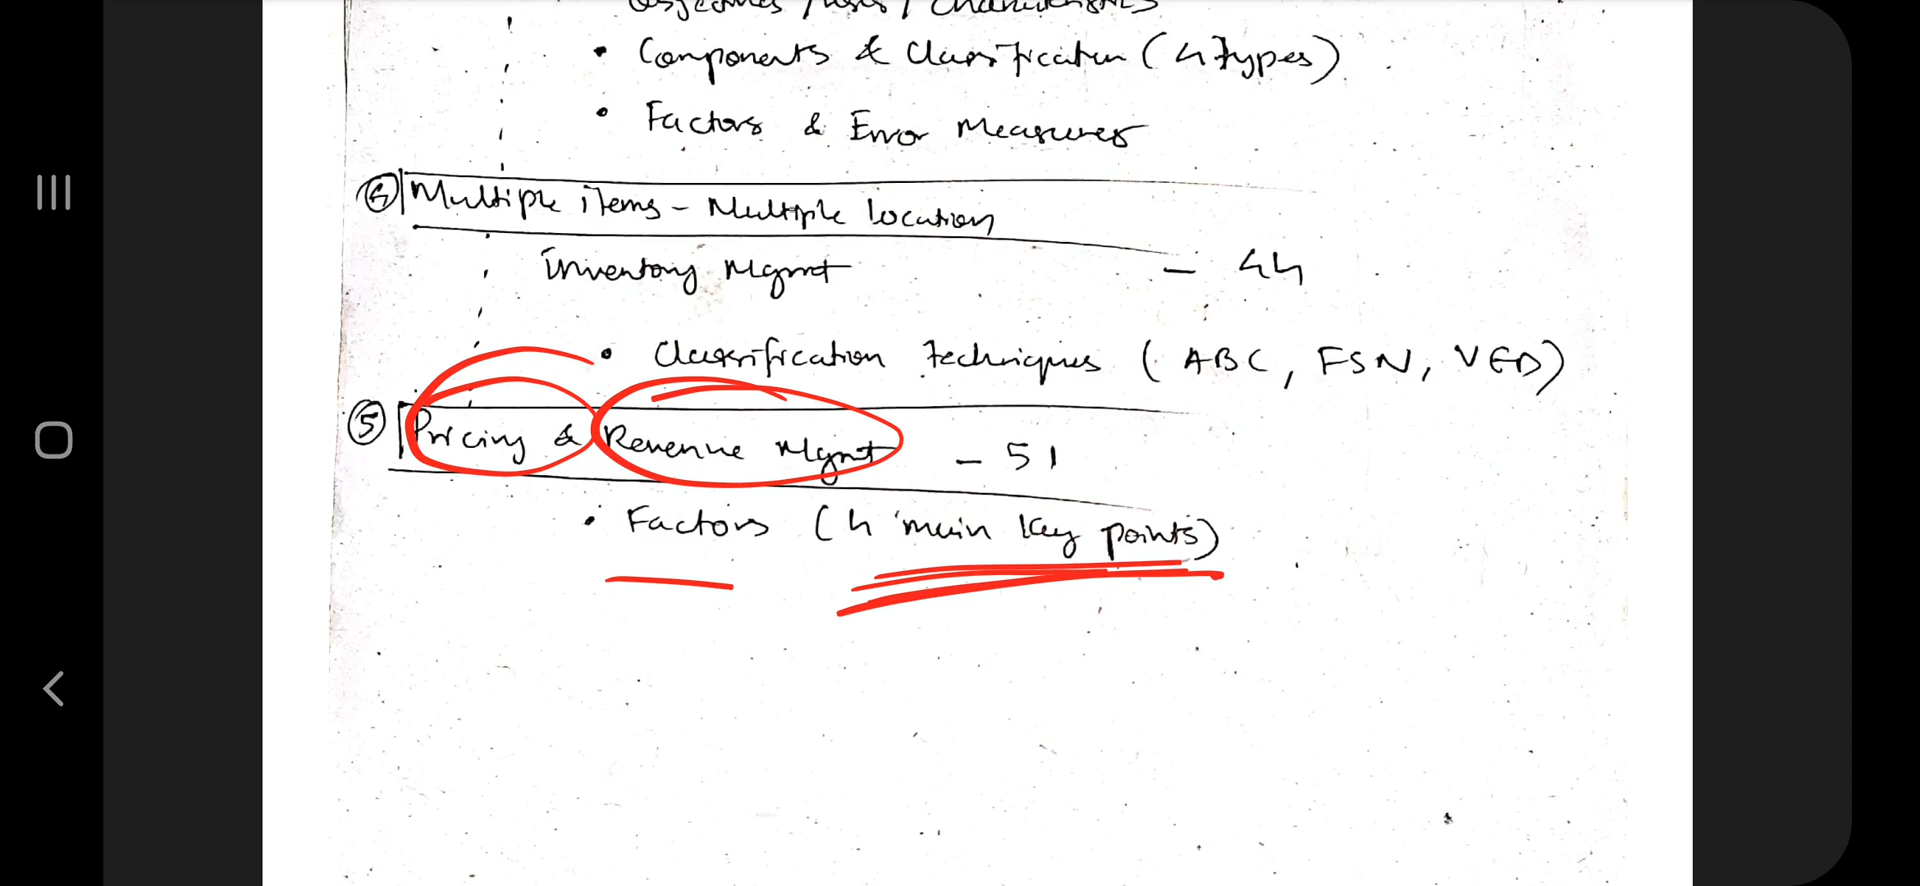 • Components & Classification (4 Types)
• Factors & Error Measures
④ Multiple items - Multiple location
Inventory Mgmt - 44
• Classification techniques (ABC, FSN, VED)
⑤ Pricing & Revenue Mgmt - 51
• Factors (4 main key points)